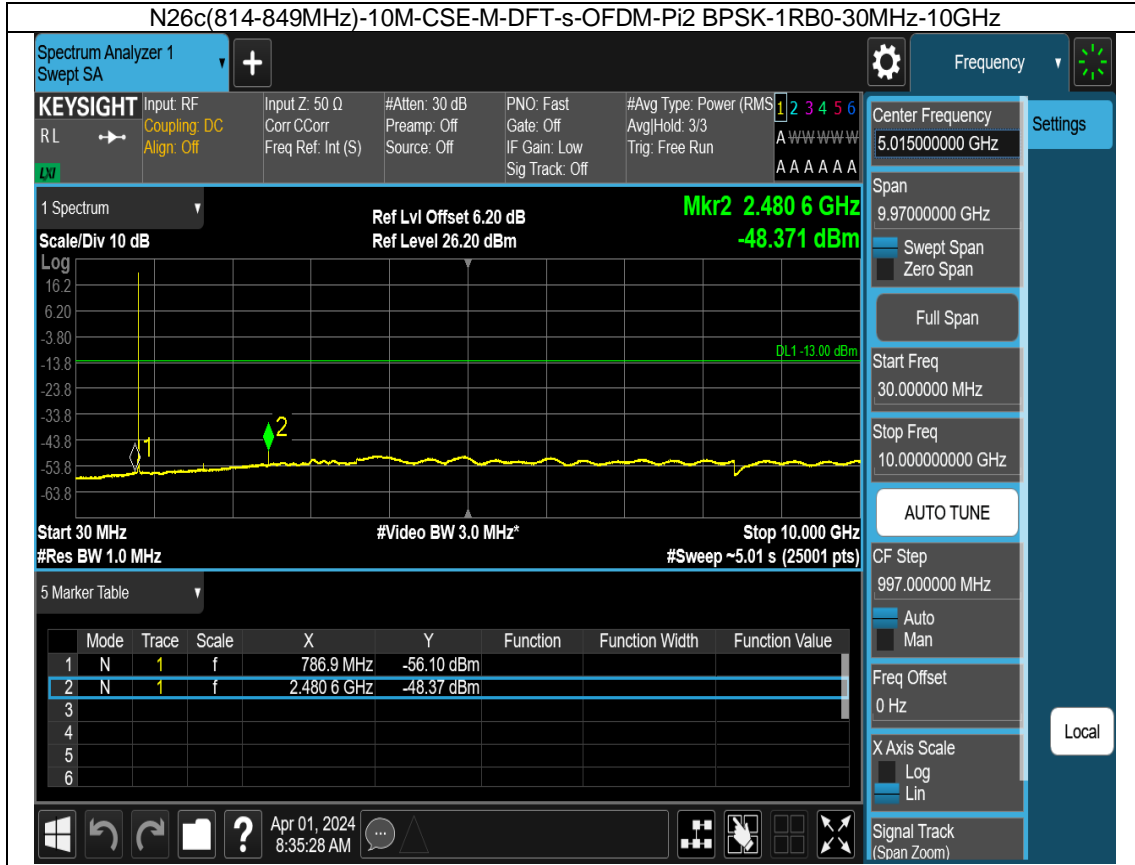 N26c(814-849MHz)-10M-CSE-M-DFT-s-OFDM-Pi2 BPSK-1RB0-30MHz-10GHz
Spectrum Analyzer 1
Swept SA
+
Frequency
KEYSIGHT
R L
LXI
Input: RF
Coupling: DC
Align: Off
Input Z: 50 Ω
Corr CCorr
Freq Ref: Int (S)
#Atten: 30 dB
Preamp: Off
Source: Off
PNO: Fast
Gate: Off
IF Gain: Low
Sig Track: Off
#Avg Type: Power (RMS
Avg|Hold: 3/3
Trig: Free Run
1 2 3 4 5 6
A W W W W W
A A A A A A
1 Spectrum
Scale/Div 10 dB
Ref Lvl Offset 6.20 dB
Ref Level 26.20 dBm
Mkr2 2.480 6 GHz
-48.371 dBm
Log
16.2
6.20
-3.80
-13.8
-23.8
-33.8
-43.8
-53.8
-63.8
DL1 -13.00 dBm
1
2
Start 30 MHz
#Res BW 1.0 MHz
#Video BW 3.0 MHz*
Stop 10.000 GHz
#Sweep ~5.01 s (25001 pts)
5 Marker Table
Mode Trace Scale X Y Function Function Width Function Value
1 N 1 f 786.9 MHz -56.10 dBm
2 N 1 f 2.480 6 GHz -48.37 dBm
3
4
5
6
Center Frequency
5.015000000 GHz
Span
9.97000000 GHz
Swept Span
Zero Span
Full Span
Start Freq
30.000000 MHz
Stop Freq
10.000000000 GHz
AUTO TUNE
CF Step
997.000000 MHz
Auto
Man
Freq Offset
0 Hz
X Axis Scale
Log
Lin
Signal Track
(Span Zoom)
Settings
Local
?
Apr 01, 2024
8:35:28 AM